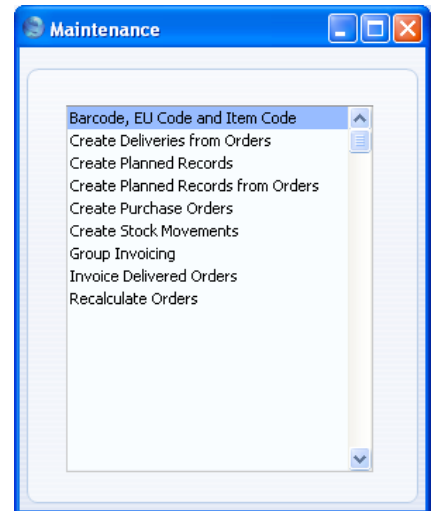 Maintenance
Barcode, EU Code and Item Code
Create Deliveries from Orders
Create Planned Records
Create Planned Records from Orders
Create Purchase Orders
Create Stock Movements
Group Invoicing
Invoice Delivered Orders
Recalculate Orders